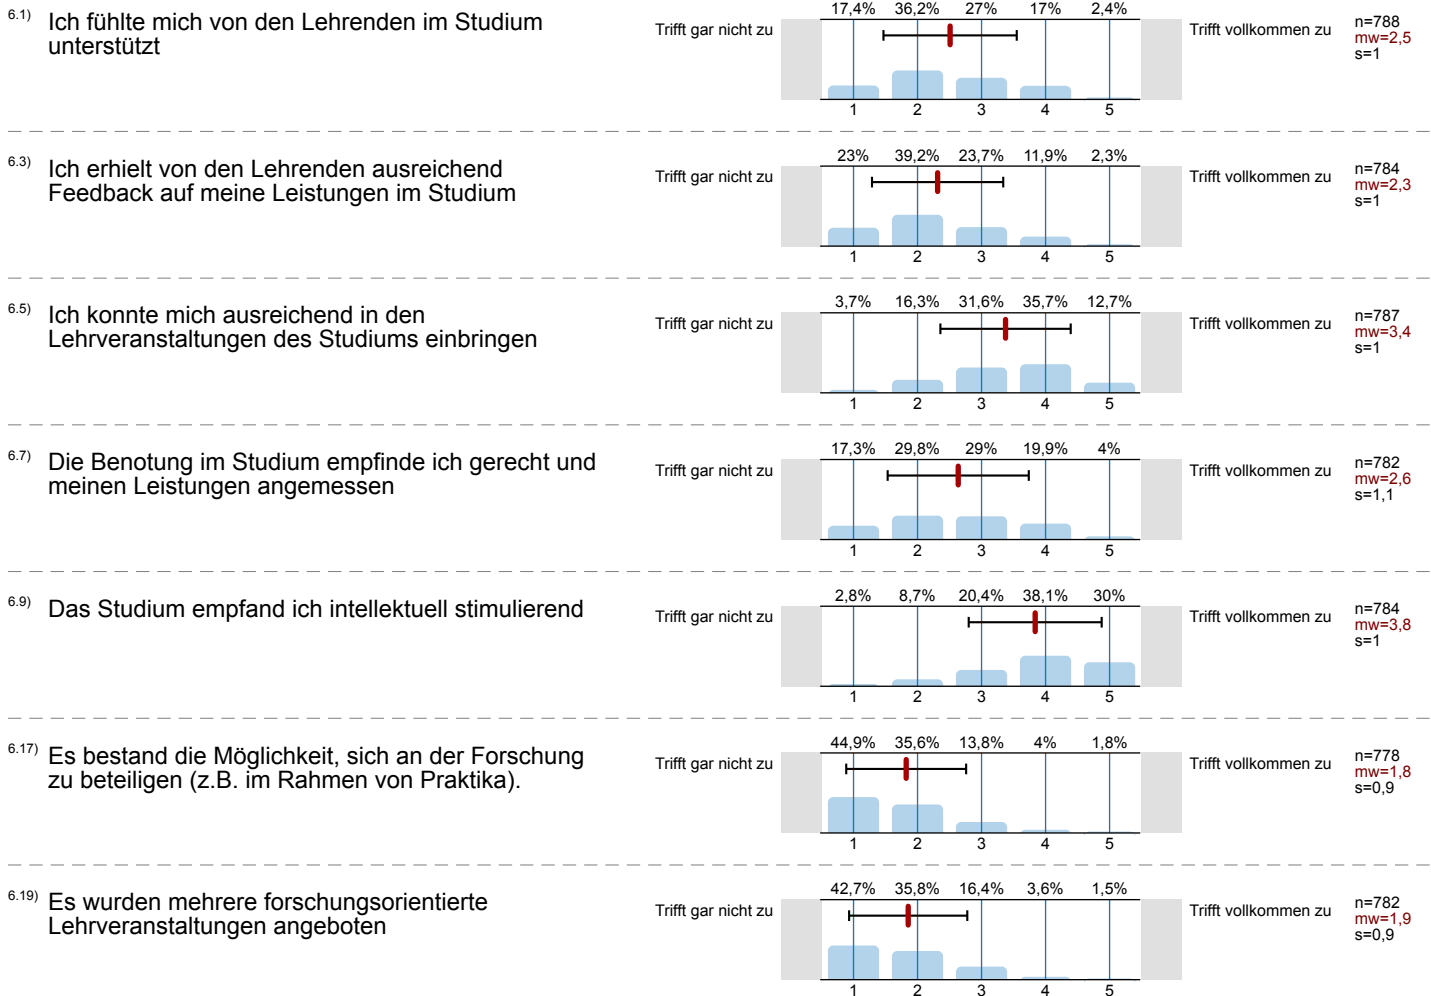 6.1) Ich fühlte mich von den Lehrenden im Studium
unterstützt
Trifft gar nicht zu
17,4% 36,2% 27% 17% 2,4%
1 2 3 4 5
Trifft vollkommen zu
n=788
mw=2,5
s=1
6.3) Ich erhielt von den Lehrenden ausreichend
Feedback auf meine Leistungen im Studium
Trifft gar nicht zu
23% 39,2% 23,7% 11,9% 2,3%
1 2 3 4 5
Trifft vollkommen zu
n=784
mw=2,3
s=1
6.5) Ich konnte mich ausreichend in den
Lehrveranstaltungen des Studiums einbringen
Trifft gar nicht zu
3,7% 16,3% 31,6% 35,7% 12,7%
1 2 3 4 5
Trifft vollkommen zu
n=787
mw=3,4
s=1
6.7) Die Benotung im Studium empfinde ich gerecht und
meinen Leistungen angemessen
Trifft gar nicht zu
17,3% 29,8% 29% 19,9% 4%
1 2 3 4 5
Trifft vollkommen zu
n=782
mw=2,6
s=1,1
6.9) Das Studium empfand ich intellektuell stimulierend
Trifft gar nicht zu
2,8% 8,7% 20,4% 38,1% 30%
1 2 3 4 5
Trifft vollkommen zu
n=784
mw=3,8
s=1
6.17) Es bestand die Möglichkeit, sich an der Forschung
zu beteiligen (z.B. im Rahmen von Praktika).
Trifft gar nicht zu
44,9% 35,6% 13,8% 4% 1,8%
1 2 3 4 5
Trifft vollkommen zu
n=778
mw=1,8
s=0,9
6.19) Es wurden mehrere forschungsorientierte
Lehrveranstaltungen angeboten
Trifft gar nicht zu
42,7% 35,8% 16,4% 3,6% 1,5%
1 2 3 4 5
Trifft vollkommen zu
n=782
mw=1,9
s=0,9